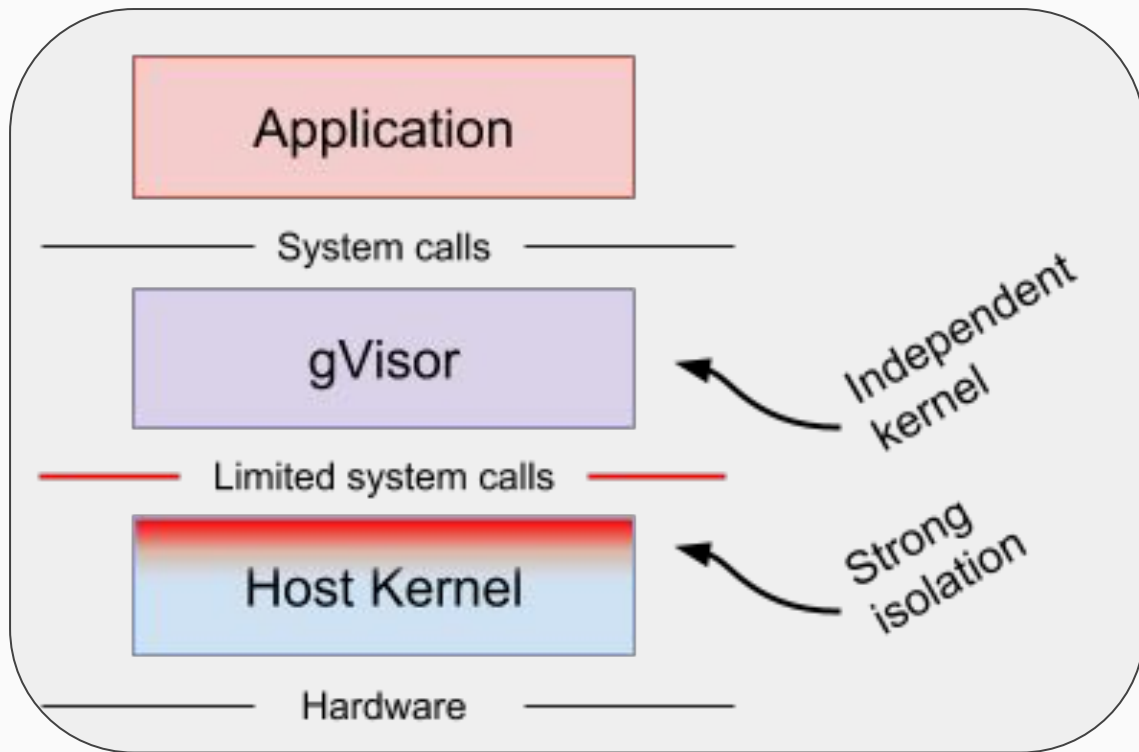 Application
System calls
gVisor
Independent
kernel
Limited system calls
Host Kernel
Strong
isolation
Hardware